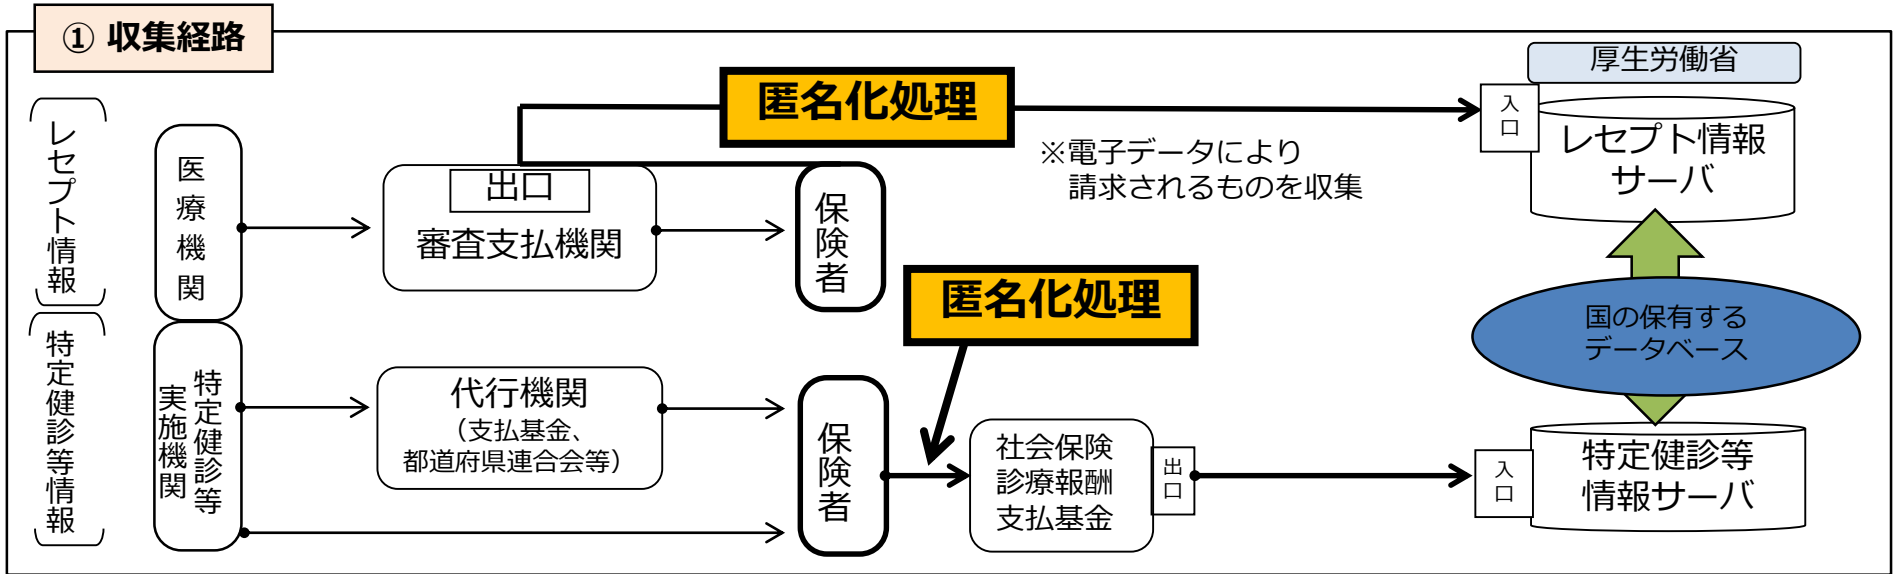 ① 収集経路
レセプト情報
医療機関
出口
審査支払機関
保険者
匿名化処理
※電子データにより
請求されるものを収集
厚生労働省
入口
レセプト情報
サーバ
国の保有する
データベース
特定健診等情報
特定健診等
実施機関
代行機関
（支払基金、
都道府県連合会等）
保険者
匿名化処理
社会保険
診療報酬
支払基金
出口
入口
特定健診等
情報サーバ